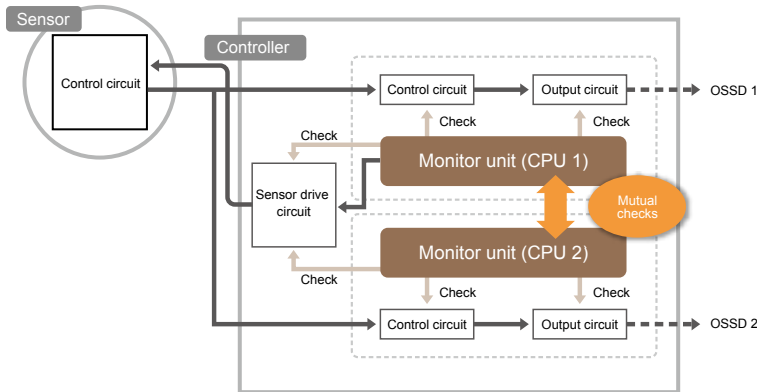 Sensor
Controller
Control circuit
Control circuit
Output circuit
OSSD 1
Check
Check
Check
Monitor unit (CPU 1)
Sensor drive
circuit
Mutual
checks
Monitor unit (CPU 2)
Check
Check
Check
Control circuit
Output circuit
OSSD 2